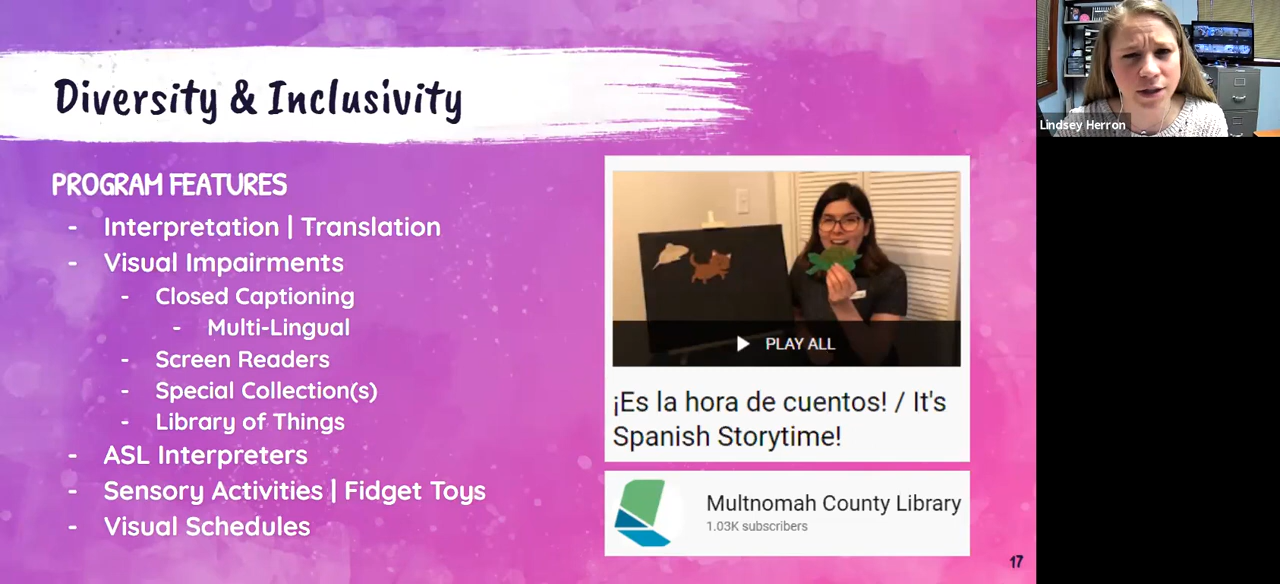 Diversity & Inclusivity
PROGRAM FEATURES
- Interpretation | Translation
- Visual Impairments
- Closed Captioning
- Multi-Lingual
- Screen Readers
- Special Collection(s)
- Library of Things
- ASL Interpreters
- Sensory Activities | Fidget Toys
- Visual Schedules
PLAY ALL
¡Es la hora de cuentos! / It's
Spanish Storytime!
Multnomah County Library
1.03K subscribers
17
Lindsey Herron